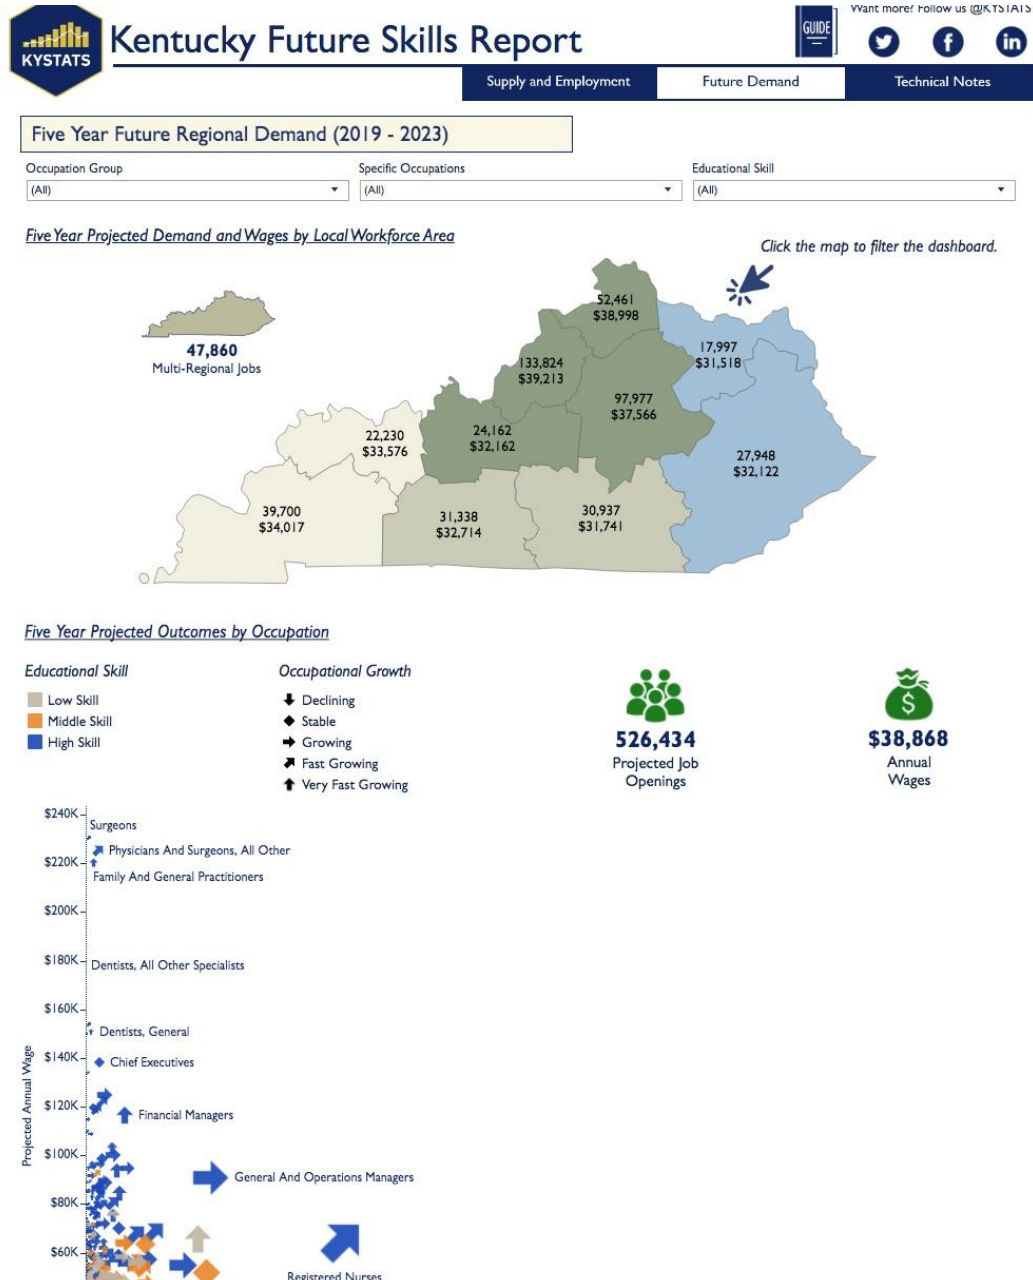 Want more? Follow us @KYSTATS
KYSTATS
Kentucky Future Skills Report
GUIDE
Supply and Employment
Future Demand
Technical Notes
Five Year Future Regional Demand (2019 - 2023)
Occupation Group
Specific Occupations
Educational Skill
(All)
(All)
(All)
Five Year Projected Demand and Wages by Local Workforce Area
Click the map to filter the dashboard.
52,461
$38,998
47,860
Multi-Regional Jobs
17,997
$31,518
133,824
$39,213
97,977
$37,566
24,162
$32,162
22,230
$33,576
27,948
$32,122
39,700
$34,017
31,338
$32,714
30,937
$31,741
Five Year Projected Outcomes by Occupation
Educational Skill
Low Skill
Middle Skill
High Skill
Occupational Growth
Declining
Stable
Growing
Fast Growing
Very Fast Growing
526,434
Projected Job
Openings
$38,868
Annual
Wages
Projected Annual Wage
$240K
Surgeons
Physicians And Surgeons, All Other
$220K
Family And General Practitioners
$200K
$180K
Dentists, All Other Specialists
$160K
Dentists, General
$140K
Chief Executives
$120K
Financial Managers
$100K
General And Operations Managers
$80K
$60K
Registered Nurses